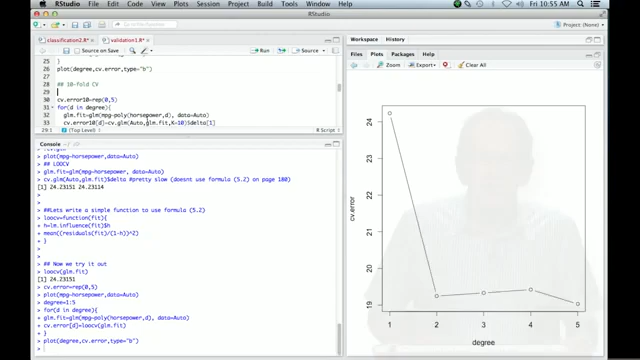 RStudio File Edit Code View Plots Session Project Build Tools Help
Fri 10:55 AM
RStudio
Project: (None)
classification2.R* validation1.R*
Source on Save Run Source
25 }
26 plot(degree,cv.error,type="b")
27
28 ## 10-fold CV
29
30 cv.error10=rep(0,5)
31 for(d in degree){
32 glm.fit=glm(mpg~poly(horsepower,d), data=Auto)
33 cv.error10[d]=cv.glm(Auto,glm.fit,K=10)$delta[1]
29:1 (Top Level) R Script
Console
> plot(mpg~horsepower,data=Auto)
> ## LOOCV
> glm.fit=glm(mpg~horsepower, data=Auto)
> cv.glm(Auto,glm.fit)$delta #pretty slow (doesnt use formula (5.2) on page 180)
[1] 24.23151 24.23114
>
>
> ##Lets write a simple function to use formula (5.2)
> loocv=function(fit){
+ h=lm.influence(fit)$h
+ mean((residuals(fit)/(1-h))^2)
+ }
>
> ## Now we try it out
> loocv(glm.fit)
[1] 24.23151
> cv.error=rep(0,5)
> degree=1:5
> for(d in degree){
+ glm.fit=glm(mpg~poly(horsepower,d), data=Auto)
+ cv.error[d]=loocv(glm.fit)
+ }
> plot(degree,cv.error,type="b")
>
Workspace History
Files Plots Packages Help
Zoom Export Clear All
24
23
22
21
20
19
cv.error
1 2 3 4 5
degree